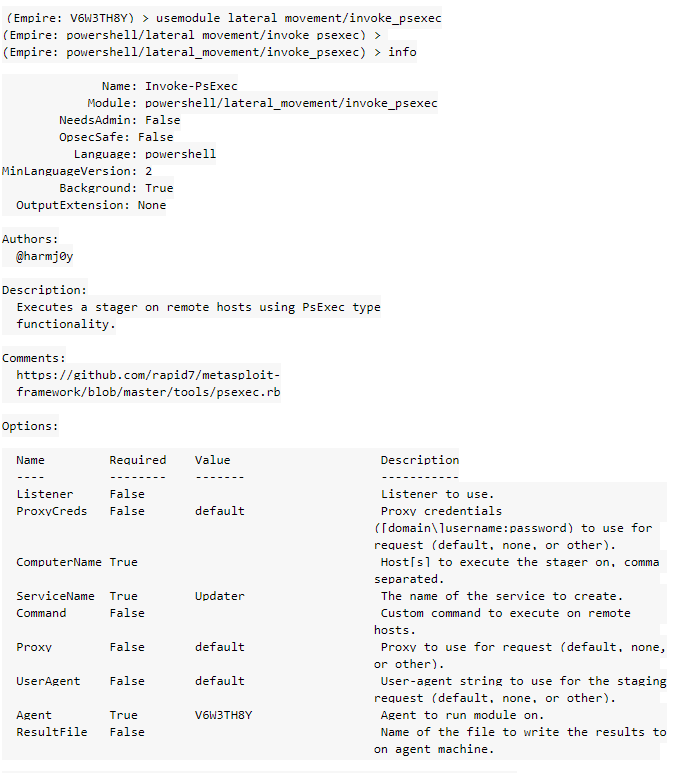 (Empire: V6W3TH8Y) > usemodule lateral_movement/invoke_psexec
(Empire: powershell/lateral_movement/invoke_psexec) >
(Empire: powershell/lateral_movement/invoke_psexec) > info
Name: Invoke-PsExec
Module: powershell/lateral_movement/invoke_psexec
NeedsAdmin: False
OpsecSafe: False
Language: powershell
MinLanguageVersion: 2
Background: True
OutputExtension: None
Authors:
@harmj0y
Description:
Executes a stager on remote hosts using PsExec type
functionality.
Comments:
https://github.com/rapid7/metasploit-
framework/blob/master/tools/psexec.rb
Options:
Name Required Value Description
---- -------- ------- -----------
Listener False Listener to use.
ProxyCreds False default Proxy credentials
([domain\]username:password) to use for
request (default, none, or other).
ComputerName True Host[s] to execute the stager on, comma
separated.
ServiceName True Updater The name of the service to create.
Command False Custom command to execute on remote
hosts.
Proxy False default Proxy to use for request (default, none,
or other).
UserAgent False default User-agent string to use for the staging
request (default, none, or other).
Agent True V6W3TH8Y Agent to run module on.
ResultFile False Name of the file to write the results to
on agent machine.